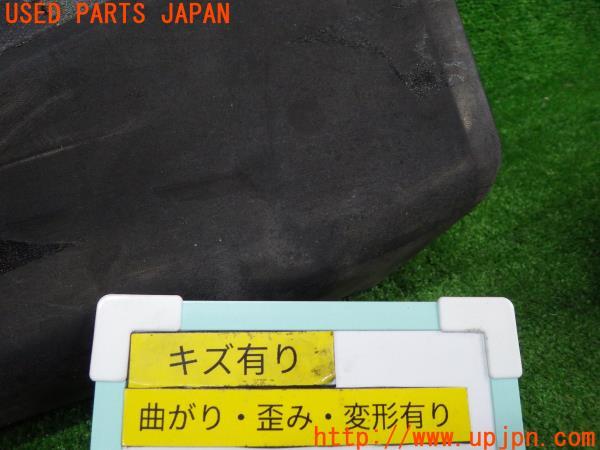 USED PARTS JAPAN
キズ有り
曲がり・歪み・変形有り
http://www.upjpn.com